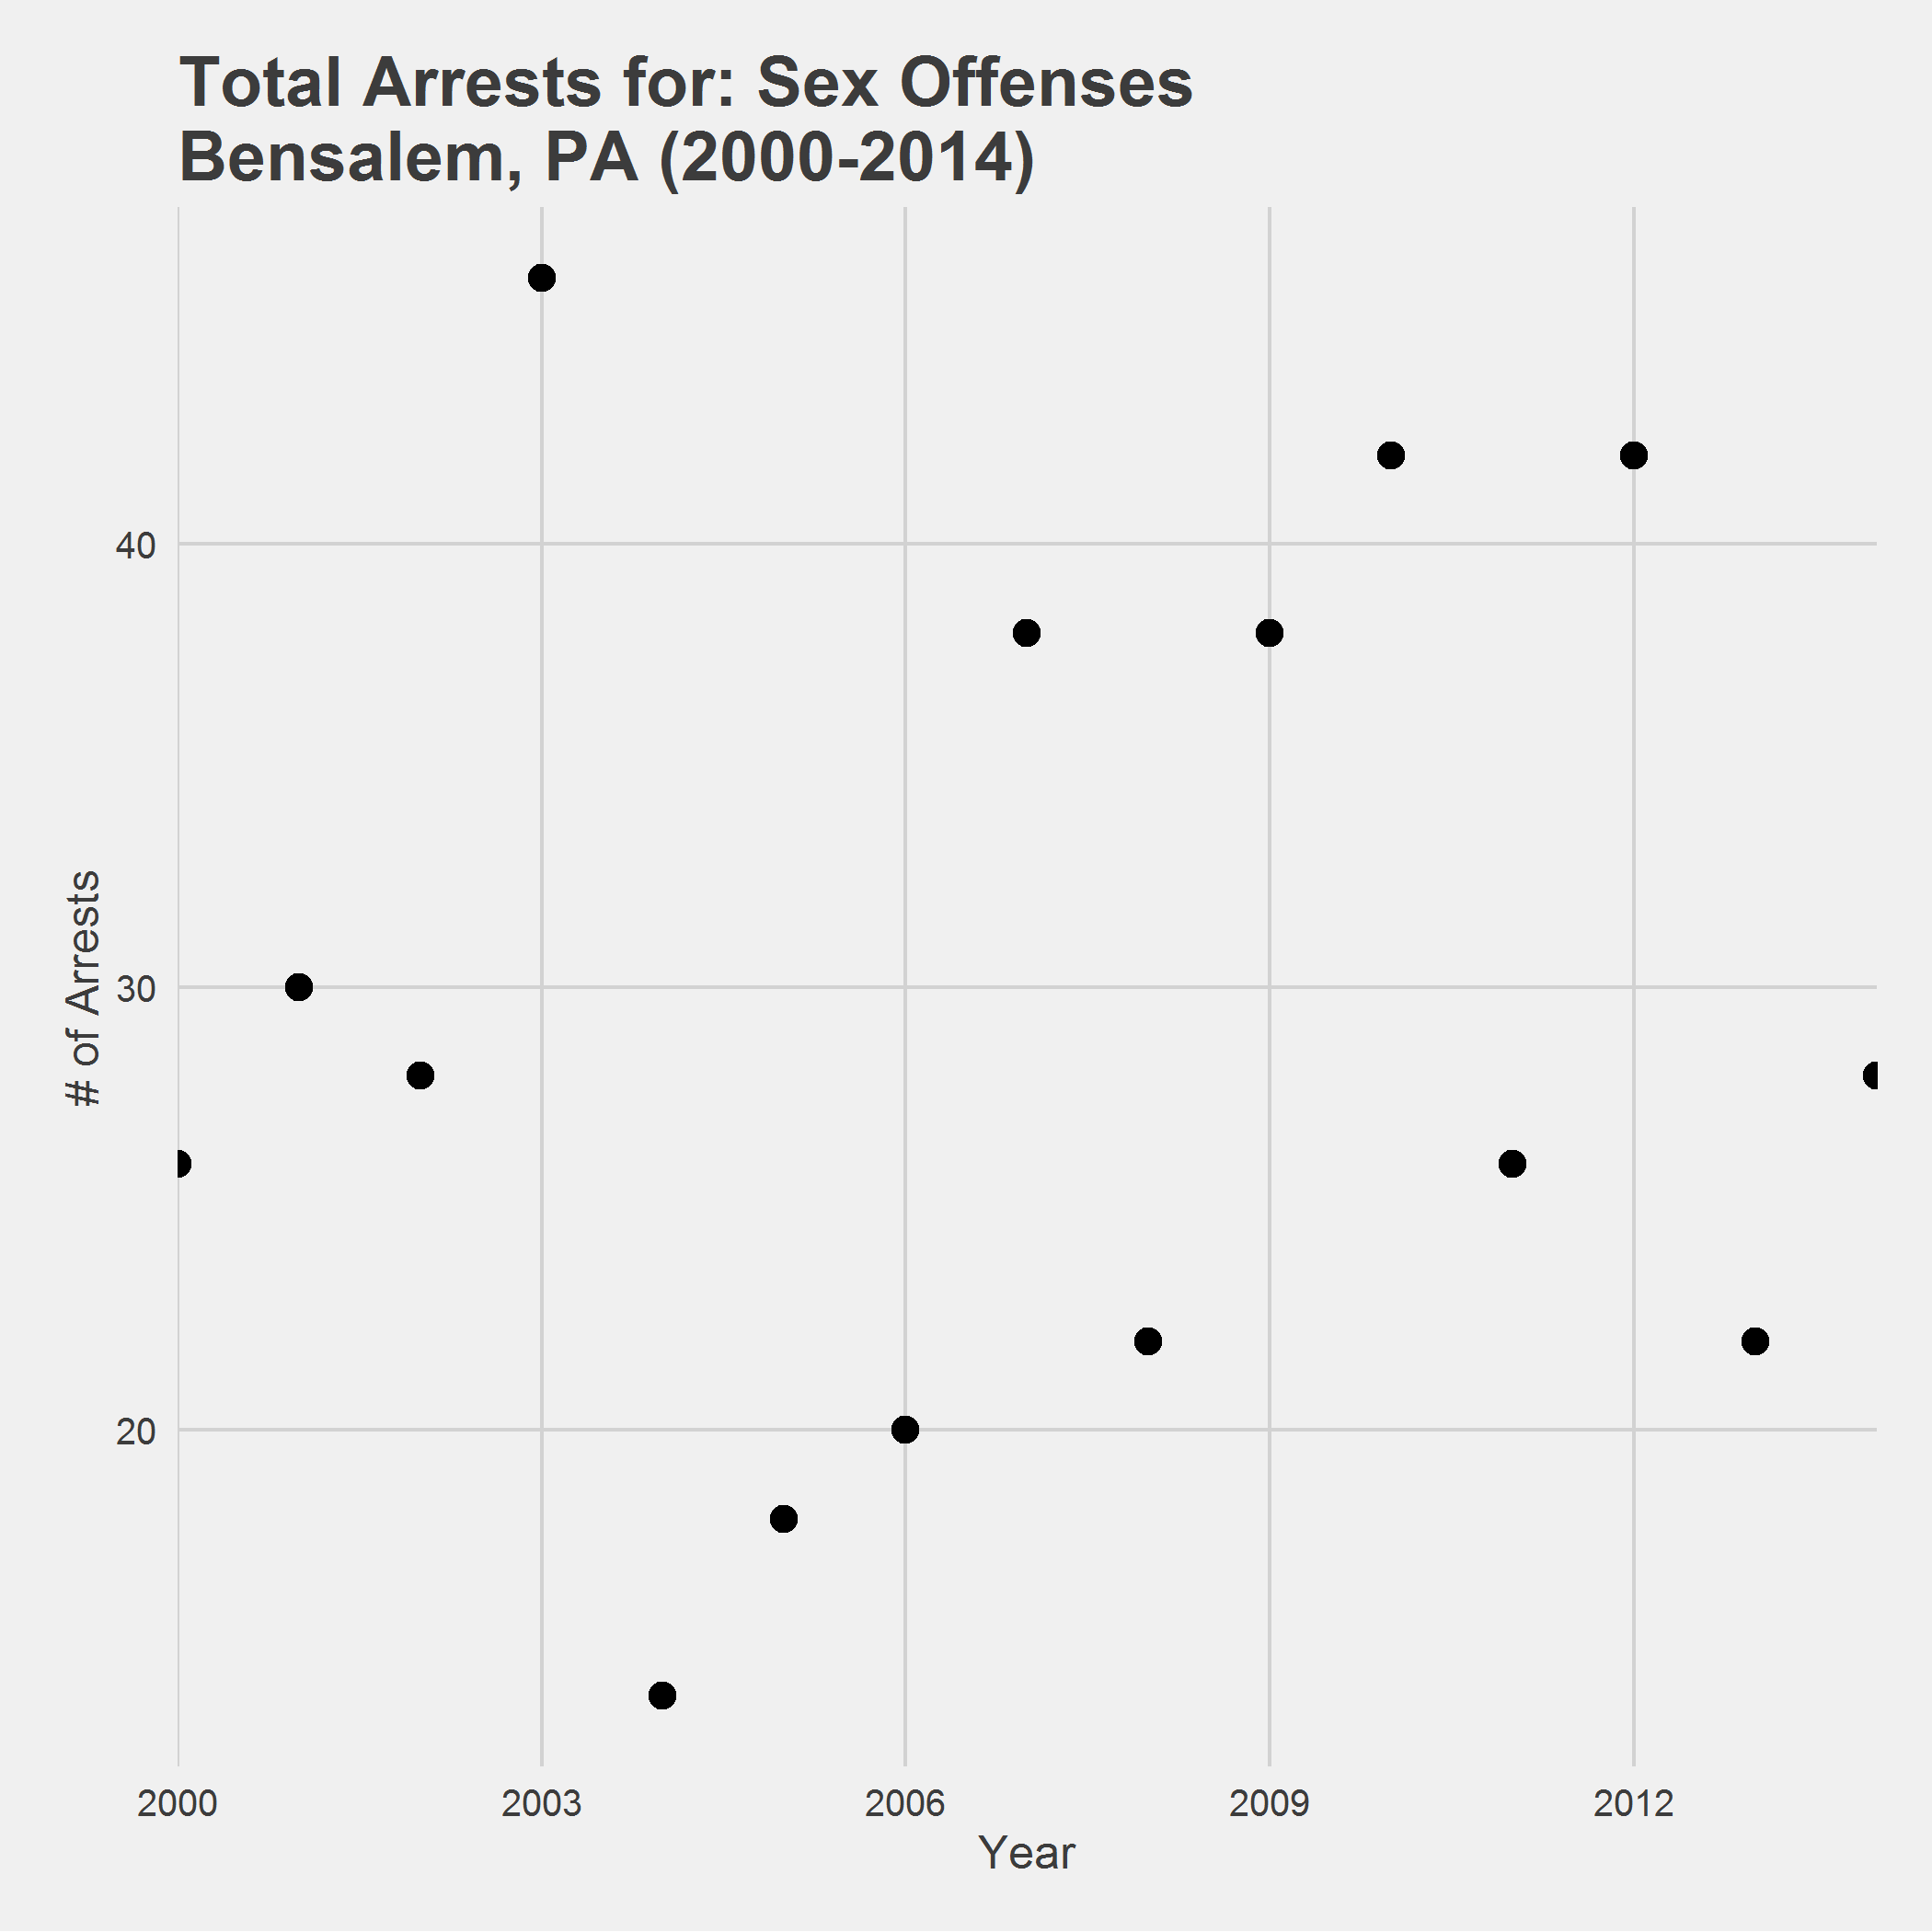 Total Arrests for: Sex Offenses
Bensalem, PA (2000-2014)
# of Arrests
40
30
20
2000 2003 2006 2009 2012
Year